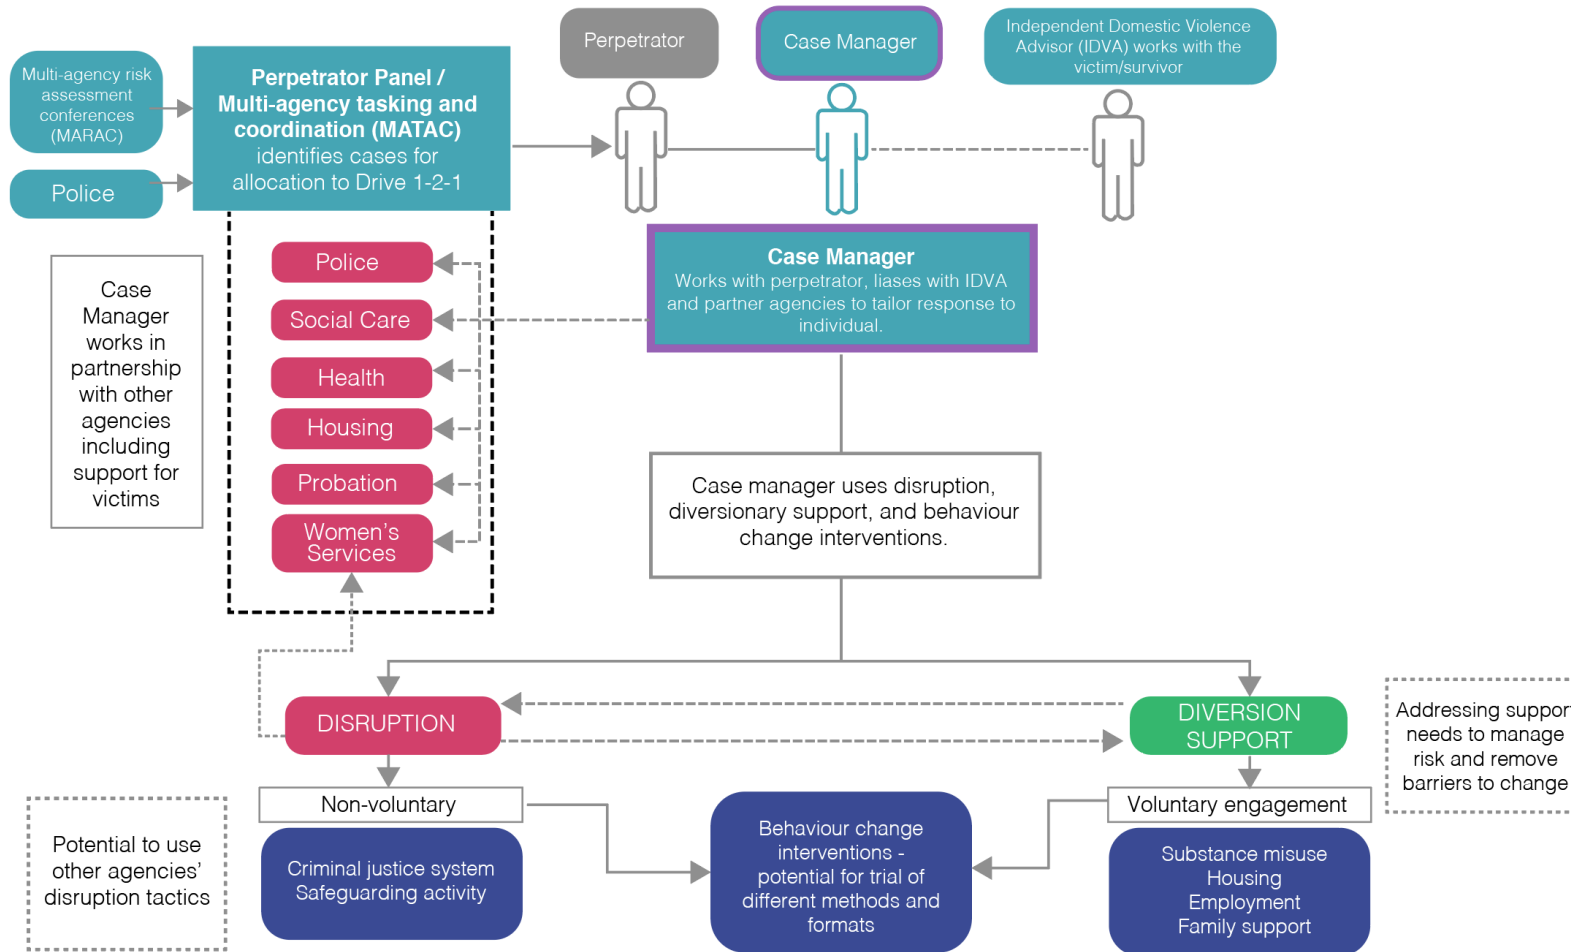 Multi-agency risk
assessment
conferences
(MARAC)
Police
Perpetrator Panel /
Multi-agency tasking and
coordination (MATAC)
identifies cases for
allocation to Drive 1-2-1
Perpetrator
Case Manager
Independent Domestic Violence
Advisor (IDVA) works with the
victim/survivor
Case
Manager
works in
partnership
with other
agencies
including
support for
victims
Police
Social Care
Health
Housing
Probation
Women’s
Services
Case Manager
Works with perpetrator, liases with IDVA
and partner agencies to tailor response to
individual.
Case manager uses disruption,
diversionary support, and behaviour
change interventions.
DISRUPTION
DIVERSION
SUPPORT
Addressing support
needs to manage
risk and remove
barriers to change
Non-voluntary
Voluntary engagement
Potential to use
other agencies’
disruption tactics
Criminal justice system
Safeguarding activity
Behaviour change
interventions -
potential for trial of
different methods and
formats
Substance misuse
Housing
Employment
Family support